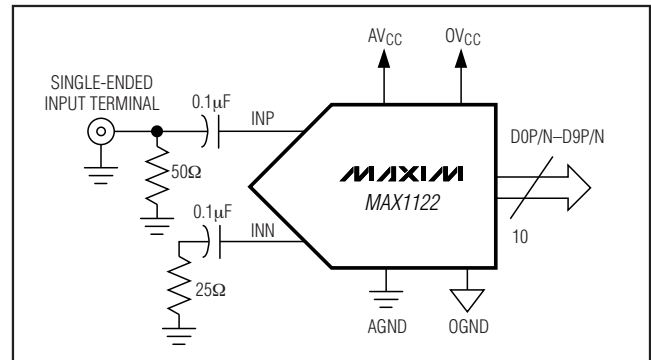 AVCC
OVCC
SINGLE-ENDED
INPUT TERMINAL
0.1µF
INP
D0P/N–D9P/N
50Ω
MAXIM
MAX1122
0.1µF
INN
10
25Ω
AGND
OGND